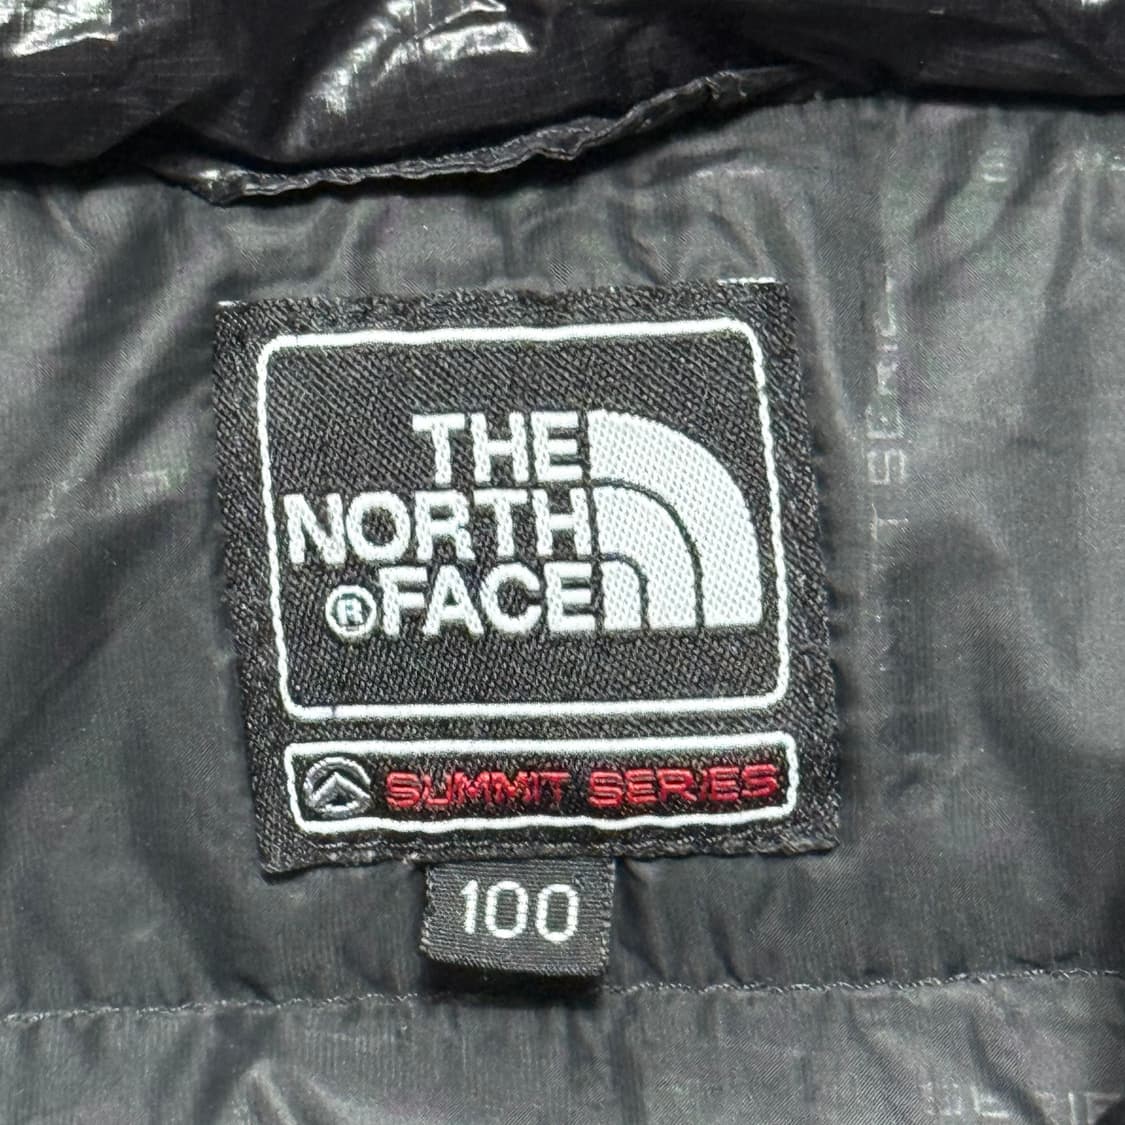 THE
NORTH
®FACE
SUMMIT SERIES
100